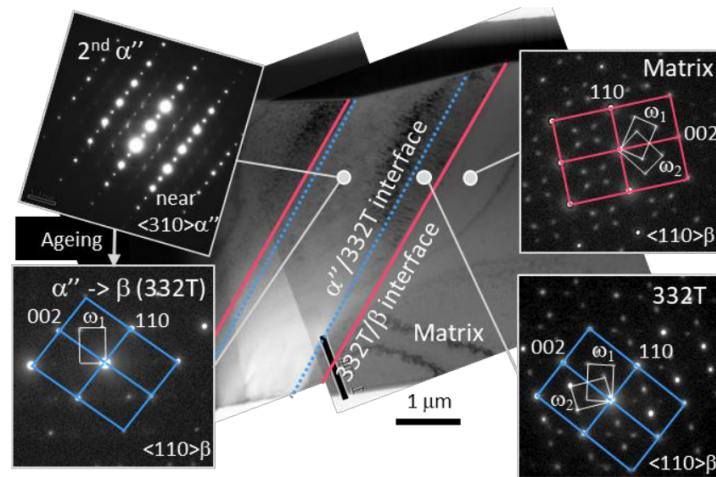 2nd α’’
near
<310>α’’
Ageing
α’’ -> β (332T)
002
110
ω1
<110>β
α’’/332T interface
332T/β interface
Matrix
1 μm
Matrix
110
002
ω1
ω2
<110>β
332T
002
110
ω1
ω2
<110>β